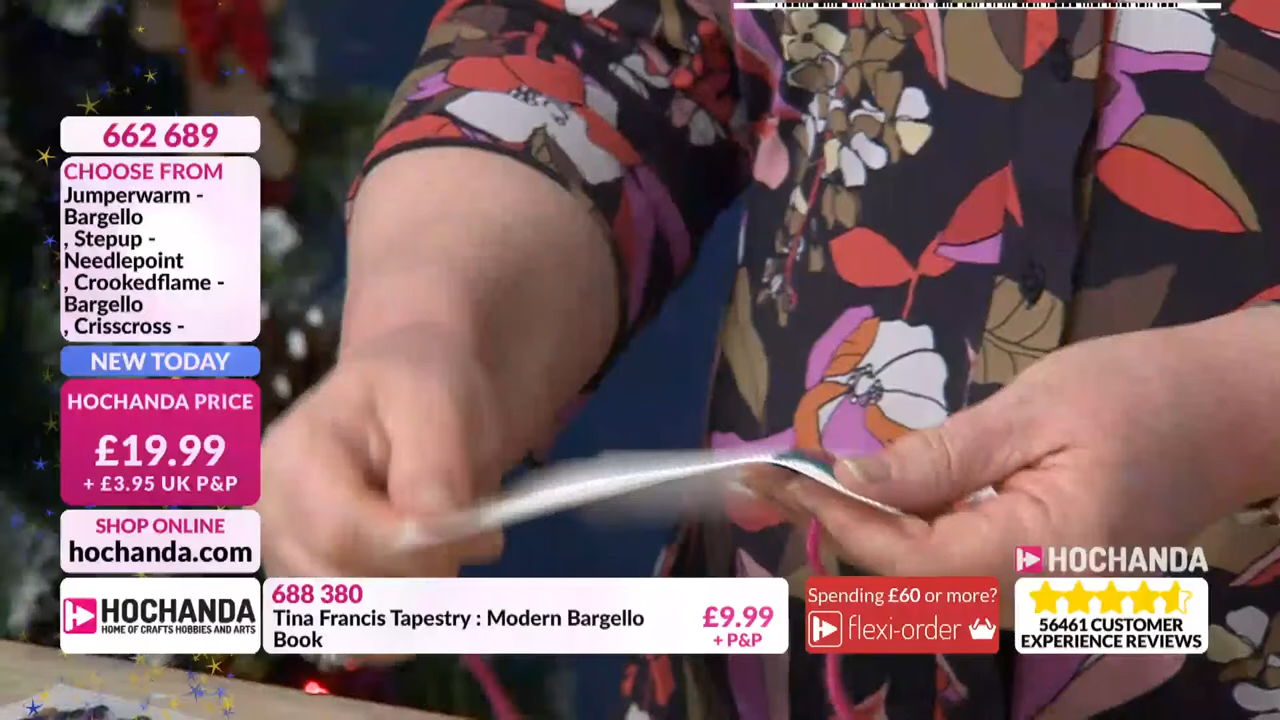 662 689
CHOOSE FROM
Jumperwarm -
Bargello
, Stepup -
Needlepoint
, Crookedflame -
Bargello
, Crisscross -
NEW TODAY
HOCHANDA PRICE
£19.99
+ £3.95 UK P&P
SHOP ONLINE
hochanda.com
HOCHANDA
HOME OF CRAFTS HOBBIES AND ARTS
688 380
Tina Francis Tapestry : Modern Bargello
Book
£9.99
+ P&P
Spending £60 or more?
flexi-order
HOCHANDA
56461 CUSTOMER
EXPERIENCE REVIEWS